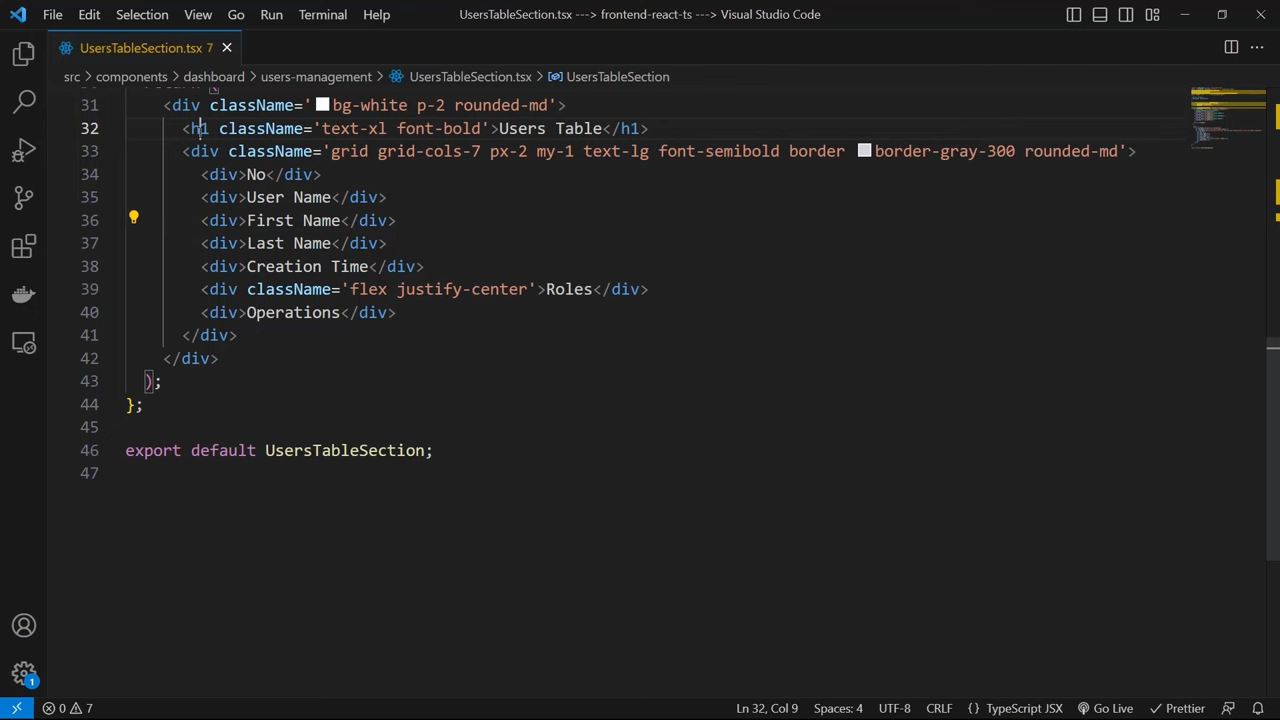 File Edit Selection View Go Run Terminal Help UsersTableSection.tsx ---> frontend-react-ts ---> Visual Studio Code
UsersTableSection.tsx 7
src > components > dashboard > users-management > UsersTableSection.tsx > UsersTableSection
31 <div className='bg-white p-2 rounded-md'>
32 <h1 className='text-xl font-bold'>Users Table</h1>
33 <div className='grid grid-cols-7 px-2 my-1 text-lg font-semibold border border-gray-300 rounded-md'>
34 <div>No</div>
35 <div>User Name</div>
36 <div>First Name</div>
37 <div>Last Name</div>
38 <div>Creation Time</div>
39 <div className='flex justify-center'>Roles</div>
40 <div>Operations</div>
41 </div>
42 </div>
43 );
44 };
45
46 export default UsersTableSection;
47
1
0 7 Ln 32, Col 9 Spaces: 4 UTF-8 CRLF {} TypeScript JSX Go Live Prettier